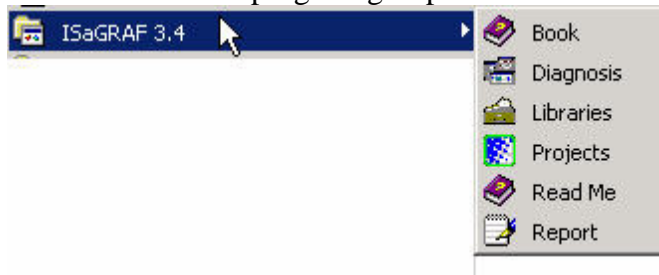 ISaGRAF 3.4
Book
Diagnosis
Libraries
Projects
Read Me
Report